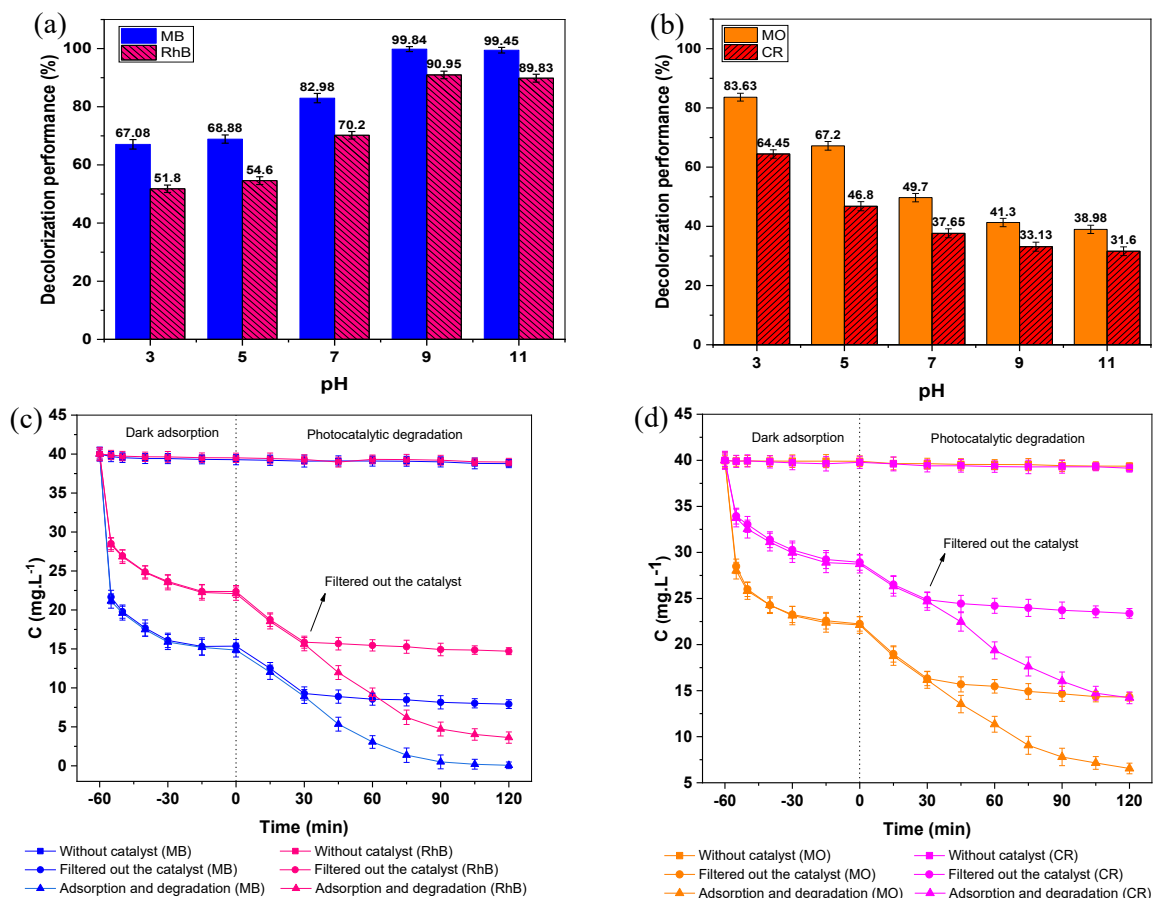 (a)
MB
RhB
Decolorization performance (%)
100
80
60
40
20
0
67.08
51.8
68.88
54.6
82.98
70.2
99.84
90.95
99.45
89.83
3
5
7
9
11
pH
(b)
MO
CR
Decolorization performance (%)
100
80
60
40
20
0
83.63
64.45
67.2
46.8
49.7
37.65
41.3
33.13
38.98
31.6
3
5
7
9
11
pH
(c)
Dark adsorption
Photocatalytic degradation
Filtered out the catalyst
C (mg.L⁻¹)
45
40
35
30
25
20
15
10
5
0
-60
-30
0
30
60
90
120
Time (min)
Without catalyst (MB)
Without catalyst (RhB)
Filtered out the catalyst (MB)
Filtered out the catalyst (RhB)
Adsorption and degradation (MB)
Adsorption and degradation (RhB)
(d)
Dark adsorption
Photocatalytic degradation
Filtered out the catalyst
C (mg.L⁻¹)
45
40
35
30
25
20
15
10
5
-60
-30
0
30
60
90
120
Time (min)
Without catalyst (MO)
Without catalyst (CR)
Filtered out the catalyst (MO)
Filtered out the catalyst (CR)
Adsorption and degradation (MO)
Adsorption and degradation (CR)